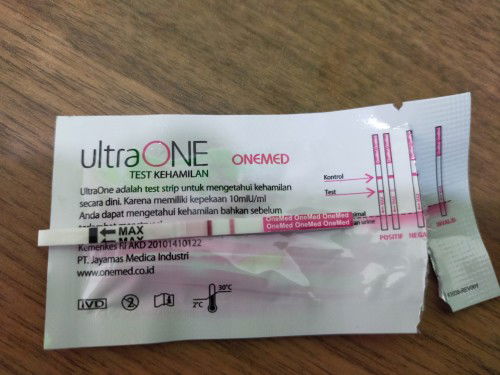 ultraONE ONEMED
TEST KEHAMILAN
UltraOne adalah test strip untuk mengetahui kehamilan
secara dini. Karena memiliki kepekaan 10mIU/ml
Anda dapat mengetahui kehamilan bahkan sebelum
MAX
OneMed OneMed OneMed
OneMed OneMed OneMed
Kemenkes RI AKD 20101410122
PT. Jayamas Medica Industri
www.onemed.co.id
IVD
2
2°C
30°C
Kontrol
Test
POSITIF
NEGA
INVALID